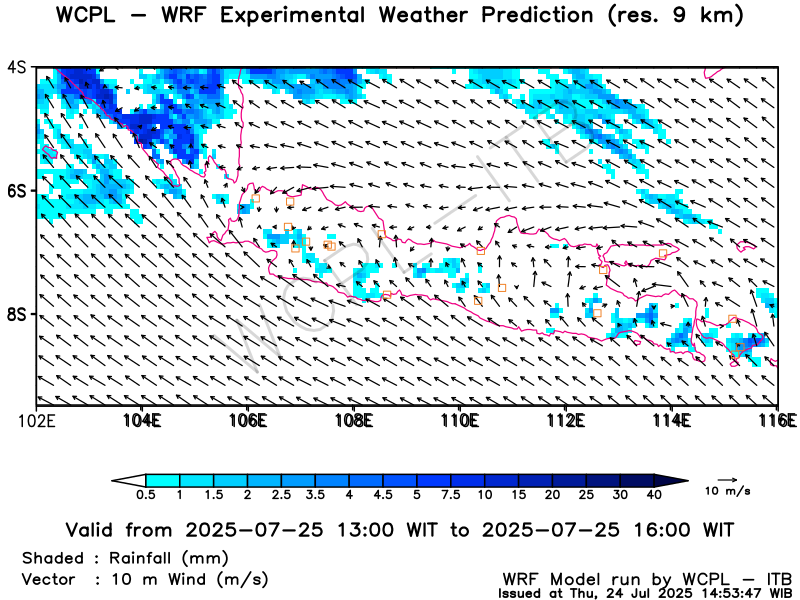 WCPL – WRF Experimental Weather Prediction (res. 9 km)
4S
6S
8S
WCPL–ITB
102E 104E 106E 108E 110E 112E 114E 116E
0.5 1 1.5 2 2.5 3.5 4 4.5 5 7.5 10 15 20 25 30 40
10 m/s
Valid from 2025-07-25 13:00 WIT to 2025-07-25 16:00 WIT
Shaded : Rainfall (mm)
Vector : 10 m Wind (m/s)
WRF Model run by WCPL – ITB
Issued at Thu, 24 Jul 2025 14:53:47 WIB